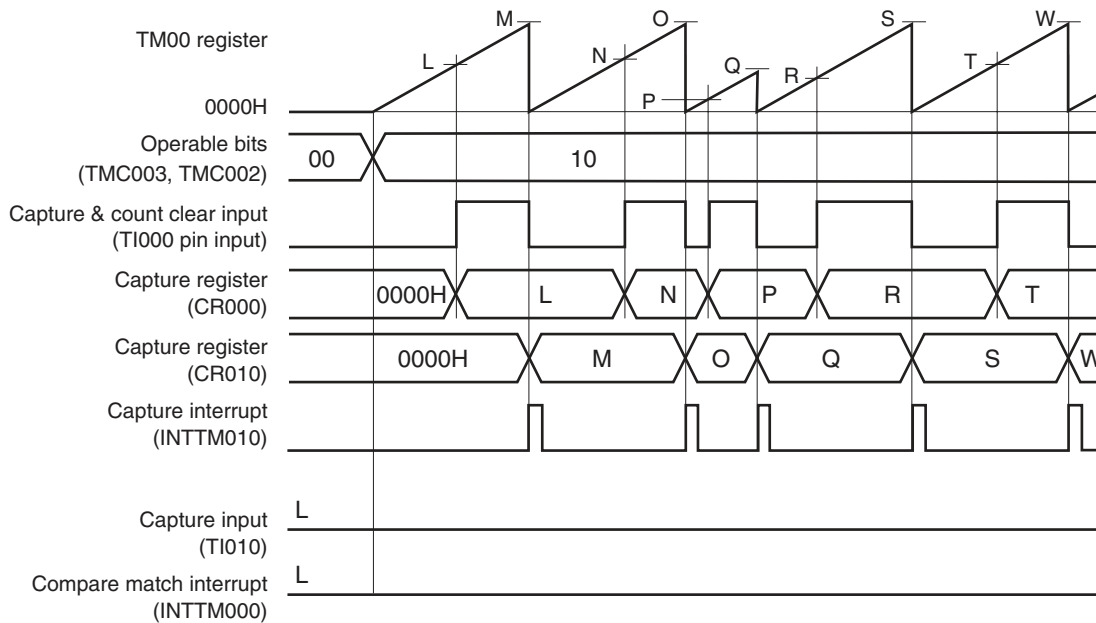 M
O
S
W
TM00 register
L
N
Q
R
T
P
0000H
Operable bits
(TMC003, TMC002)
00
10
Capture & count clear input
(TI000 pin input)
Capture register
(CR000)
0000H
L
N
P
R
T
Capture register
(CR010)
0000H
M
O
Q
S
W
Capture interrupt
(INTTM010)
L
Capture input
(TI010)
L
Compare match interrupt
(INTTM000)